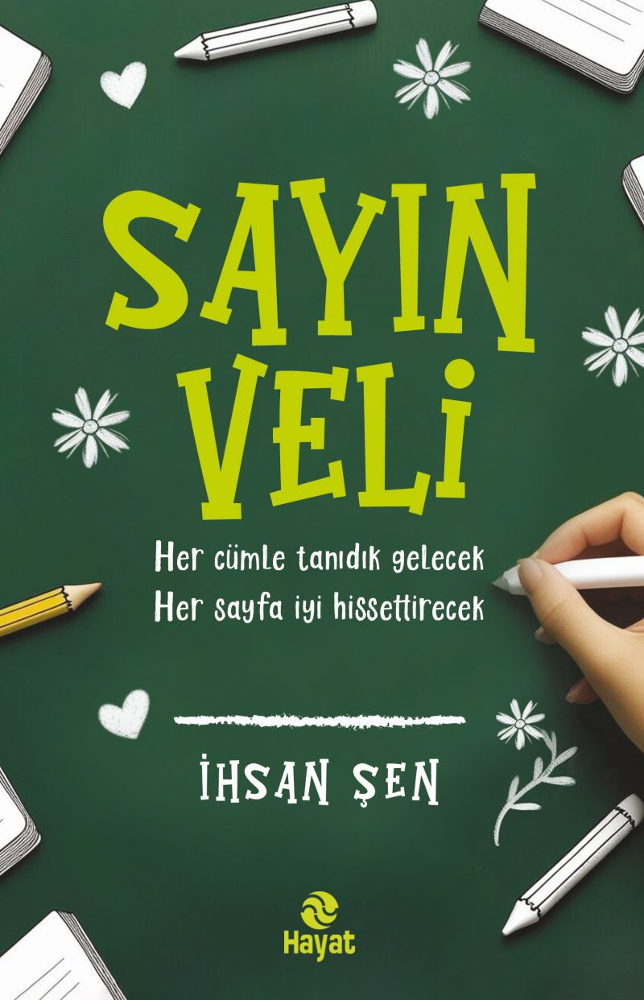 SAYIN
VELİ
Her cümle tanıdık gelecek
Her sayfa iyi hissettirecek
İHSAN ŞEN
Hayat